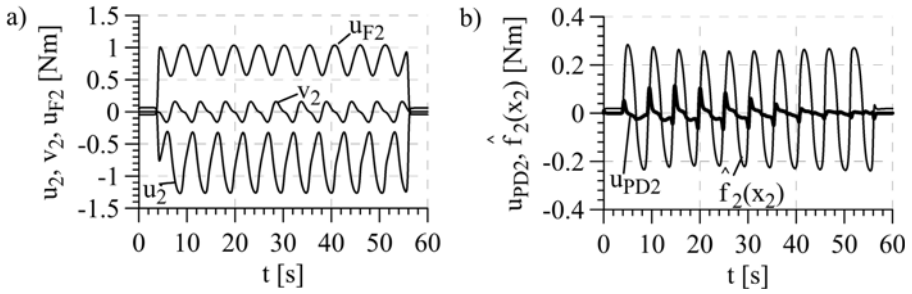 a)
u2, v2, uF2 [Nm]
1.5
1
0.5
0
-0.5
-1
-1.5
uF2
v2
u2
0 10 20 30 40 50 60
t [s]
b)
uPD2, f̂2(x2) [Nm]
0.4
0.2
0
-0.2
-0.4
uPD2
f̂2(x2)
0 10 20 30 40 50 60
t [s]